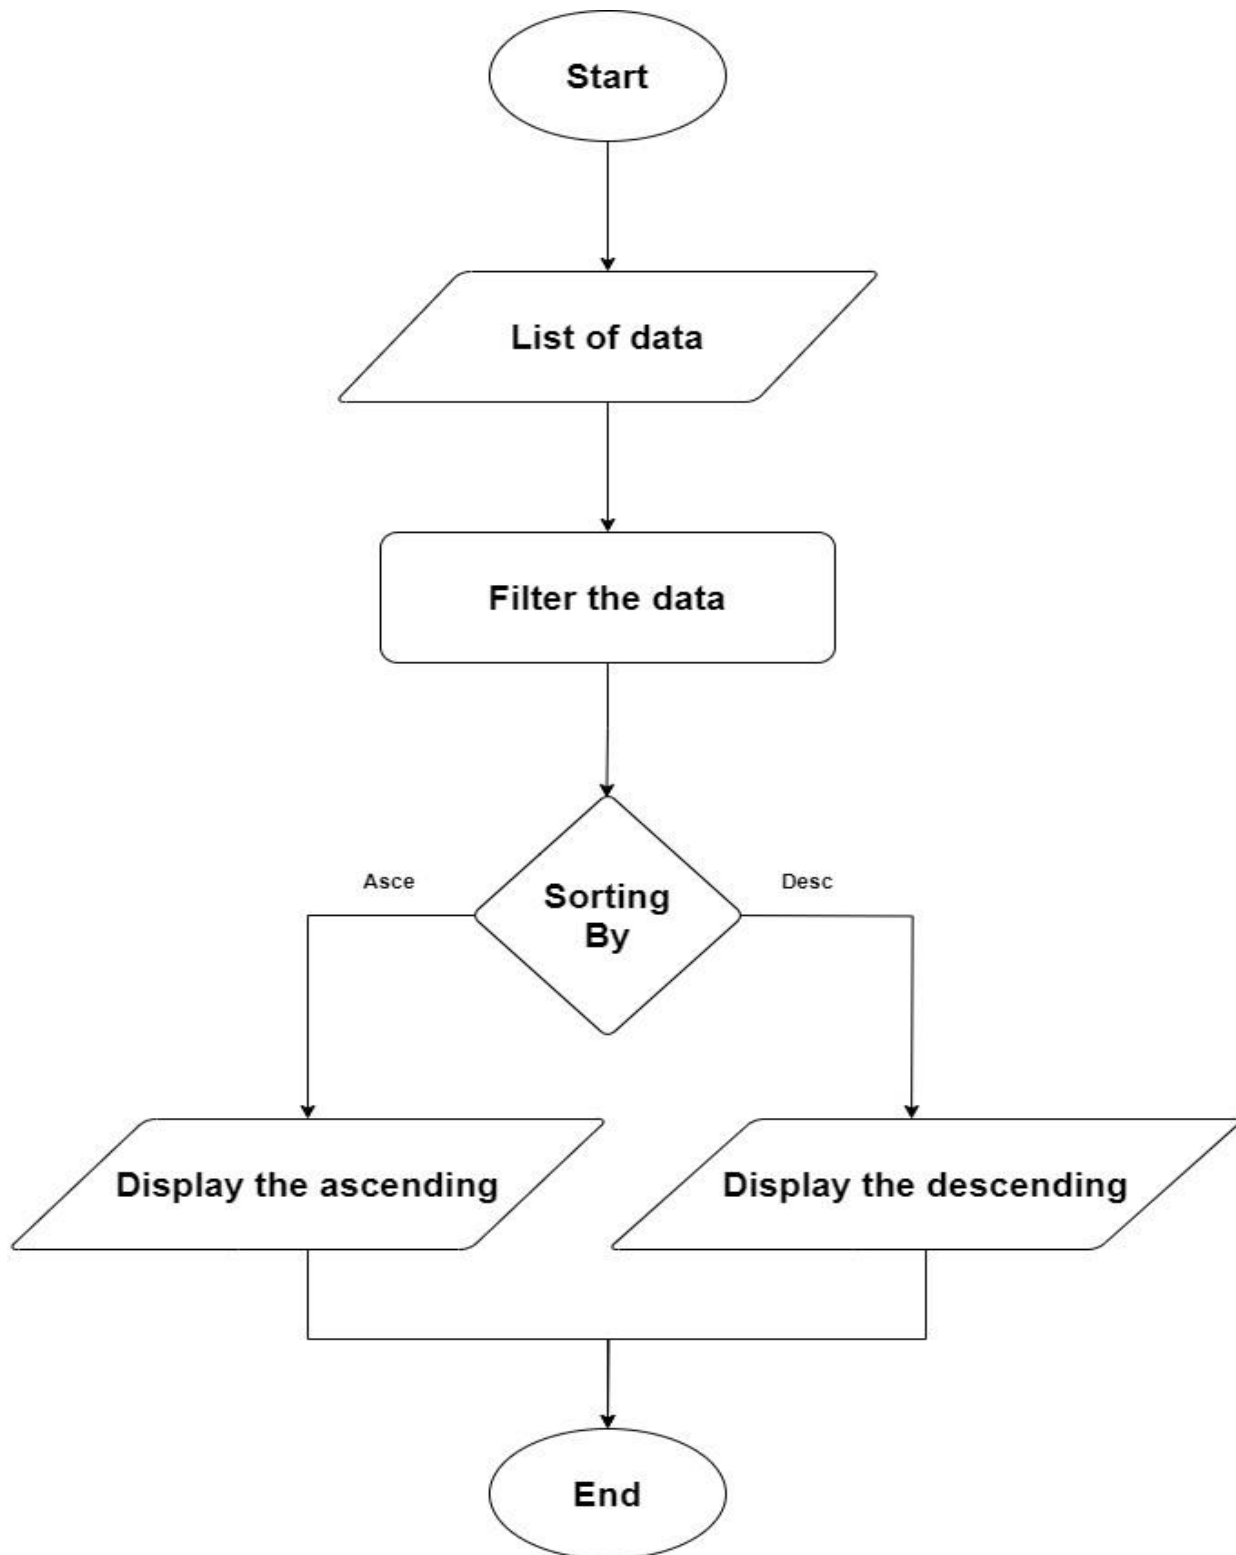 Start
List of data
Filter the data
Asce
Sorting
By
Desc
Display the ascending
Display the descending
End